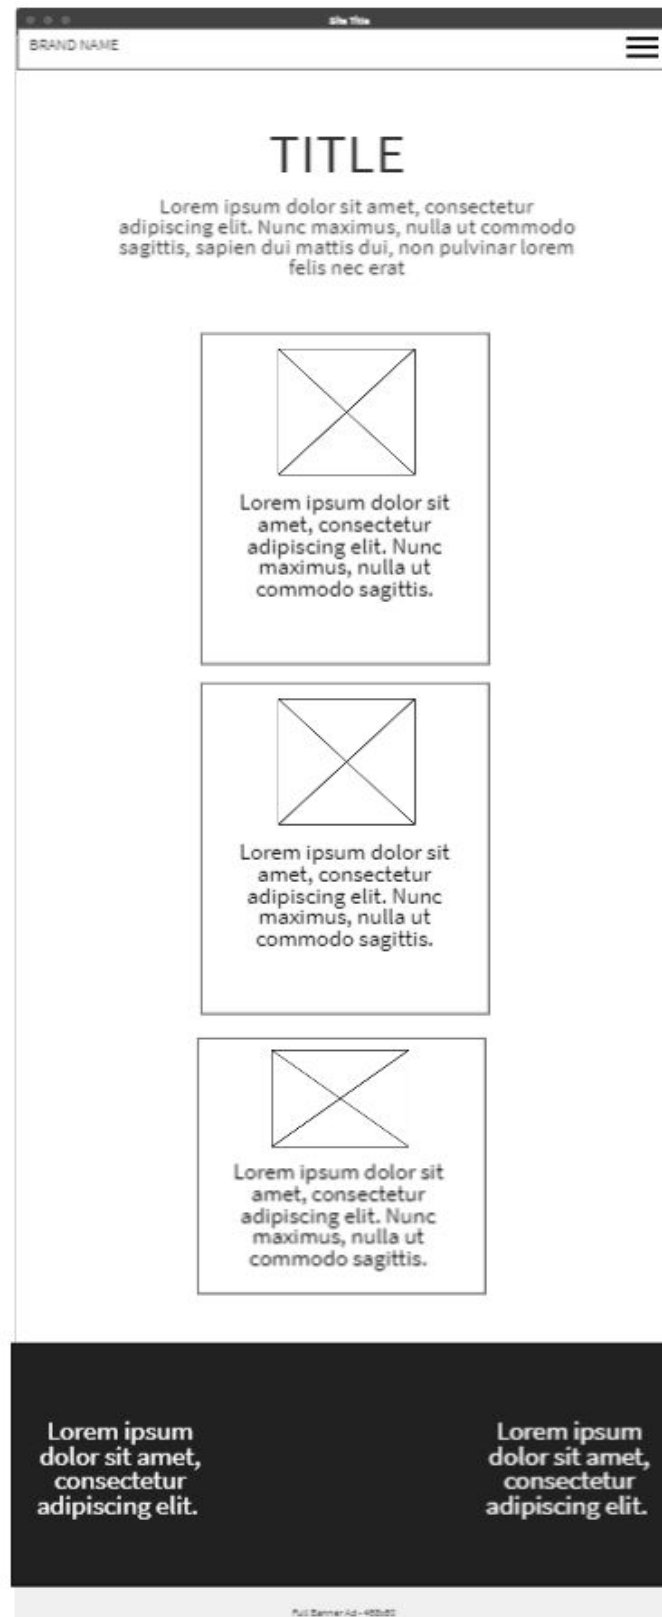 Site Title
BRAND NAME
TITLE
Lorem ipsum dolor sit amet, consectetur
adipiscing elit. Nunc maximus, nulla ut commodo
sagittis, sapien dui mattis dui, non pulvinar lorem
felis nec erat
Lorem ipsum dolor sit
amet, consectetur
adipiscing elit. Nunc
maximus, nulla ut
commodo sagittis.
Lorem ipsum dolor sit
amet, consectetur
adipiscing elit. Nunc
maximus, nulla ut
commodo sagittis.
Lorem ipsum dolor sit
amet, consectetur
adipiscing elit. Nunc
maximus, nulla ut
commodo sagittis.
Lorem ipsum
dolor sit amet,
consectetur
adipiscing elit.
Lorem ipsum
dolor sit amet,
consectetur
adipiscing elit.
Full Banner Ad - 468x60